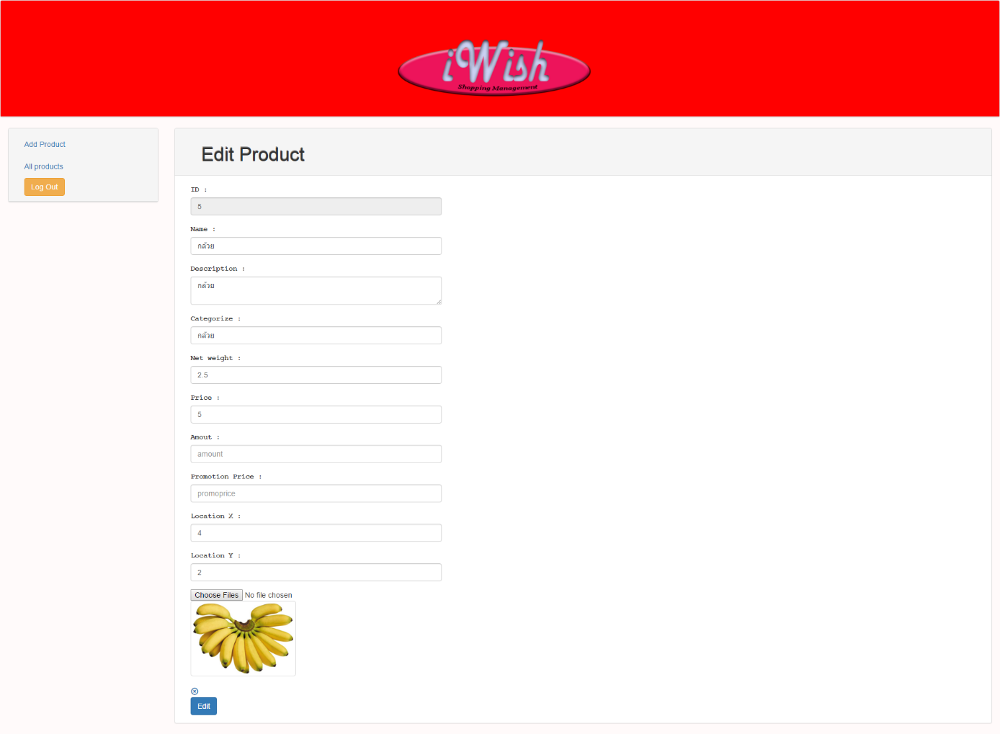 iWish
Shopping Management
Add Product
All products
Log Out
Edit Product
ID :
5
Name :
กล้วย
Description :
กล้วย
Categorize :
กล้วย
Net weight :
2.5
Price :
5
Amout :
amount
Promotion Price :
promoprice
Location X :
4
Location Y :
2
Choose Files No file chosen
Edit